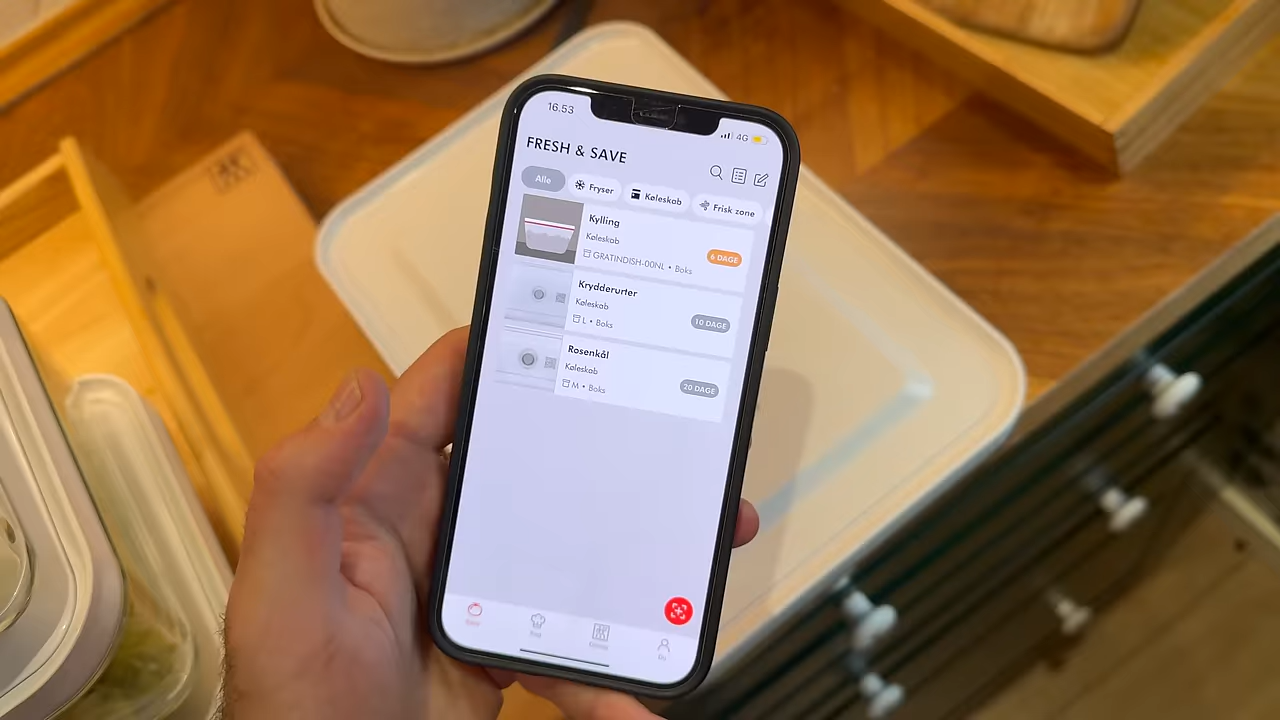 16.53
4G
FRESH & SAVE
Alle
Fryser
Køleskab
Frisk zone
Kylling
Køleskab
GRATINDISH-00NL • Boks
6 DAGE
Krydderurter
Køleskab
L • Boks
10 DAGE
Rosenkål
Køleskab
M • Boks
20 DAGE